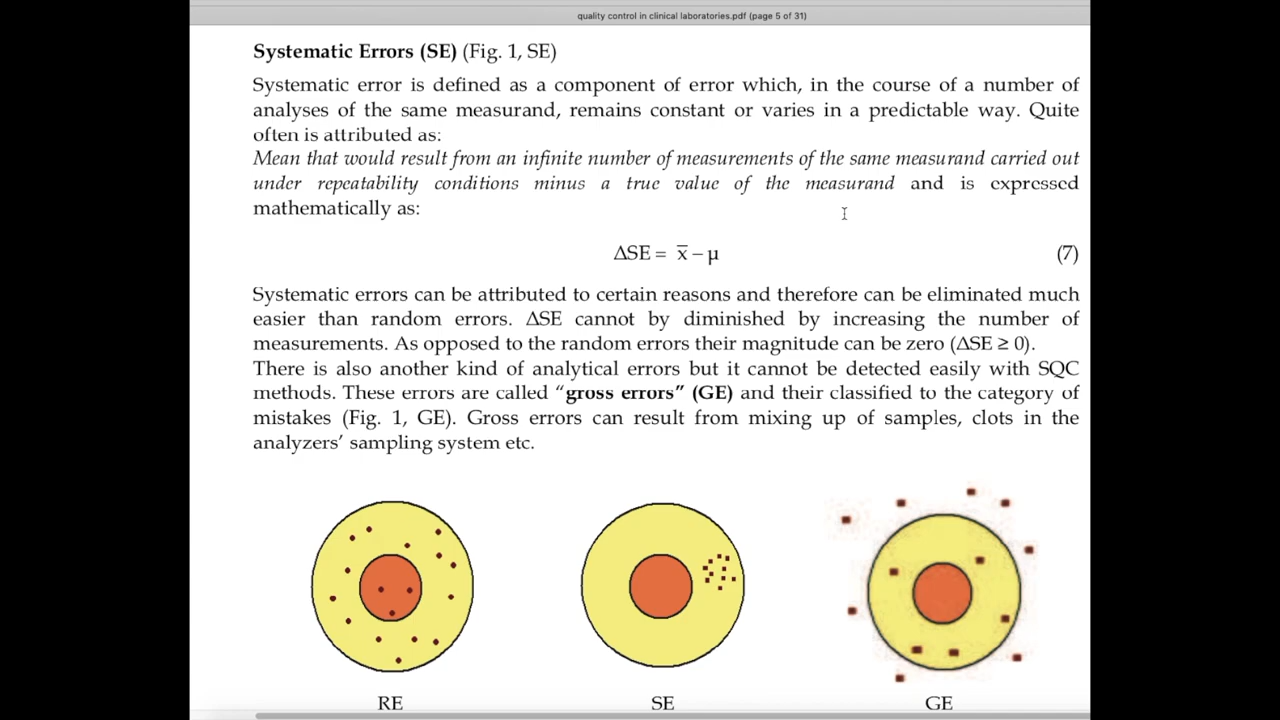 quality control in clinical laboratories.pdf (page 5 of 31)
Systematic Errors (SE) (Fig. 1, SE)
Systematic error is defined as a component of error which, in the course of a number of
analyses of the same measurand, remains constant or varies in a predictable way. Quite
often is attributed as:
Mean that would result from an infinite number of measurements of the same measurand carried out
under repeatability conditions minus a true value of the measurand and is expressed
mathematically as:
ΔSE = x̅ − μ (7)
Systematic errors can be attributed to certain reasons and therefore can be eliminated much
easier than random errors. ΔSE cannot by diminished by increasing the number of
measurements. As opposed to the random errors their magnitude can be zero (ΔSE ≥ 0).
There is also another kind of analytical errors but it cannot be detected easily with SQC
methods. These errors are called “gross errors” (GE) and their classified to the category of
mistakes (Fig. 1, GE). Gross errors can result from mixing up of samples, clots in the
analyzers’ sampling system etc.
RE SE GE